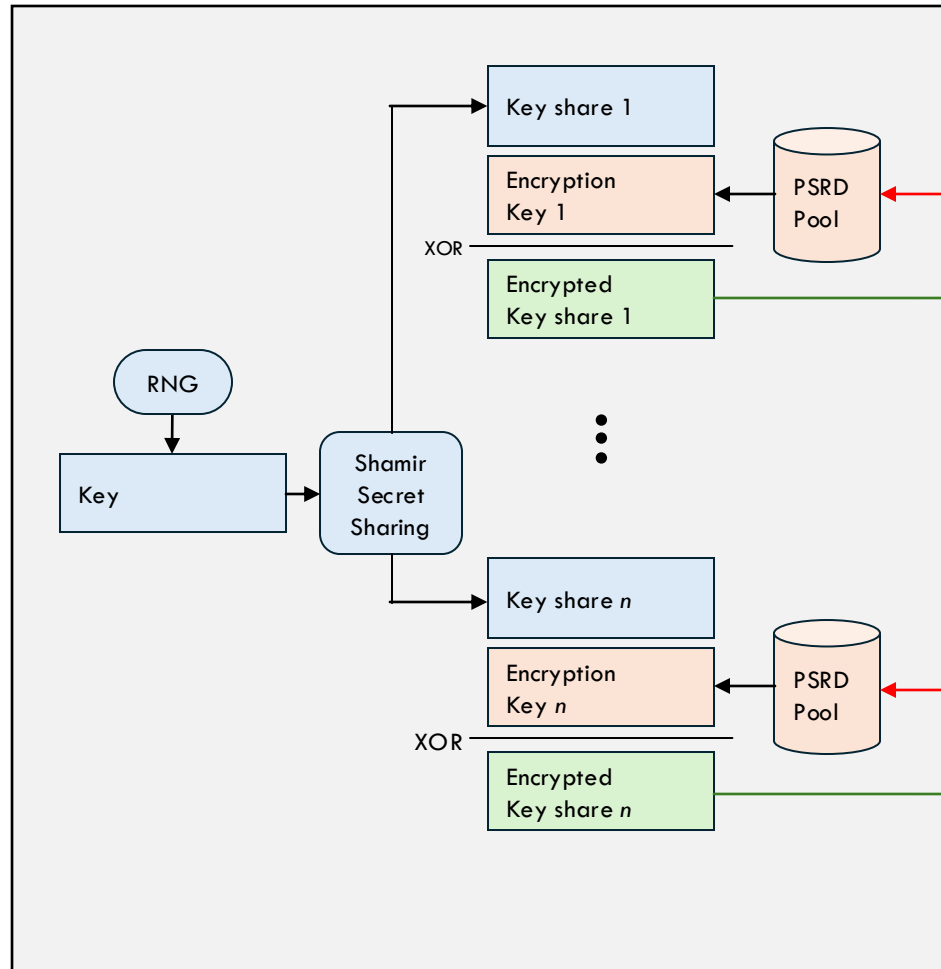 Key share 1
Encryption
Key 1
PSRD
Pool
XOR
Encrypted
Key share 1
RNG
Key
Shamir
Secret
Sharing
Key share n
Encryption
Key n
PSRD
Pool
XOR
Encrypted
Key share n